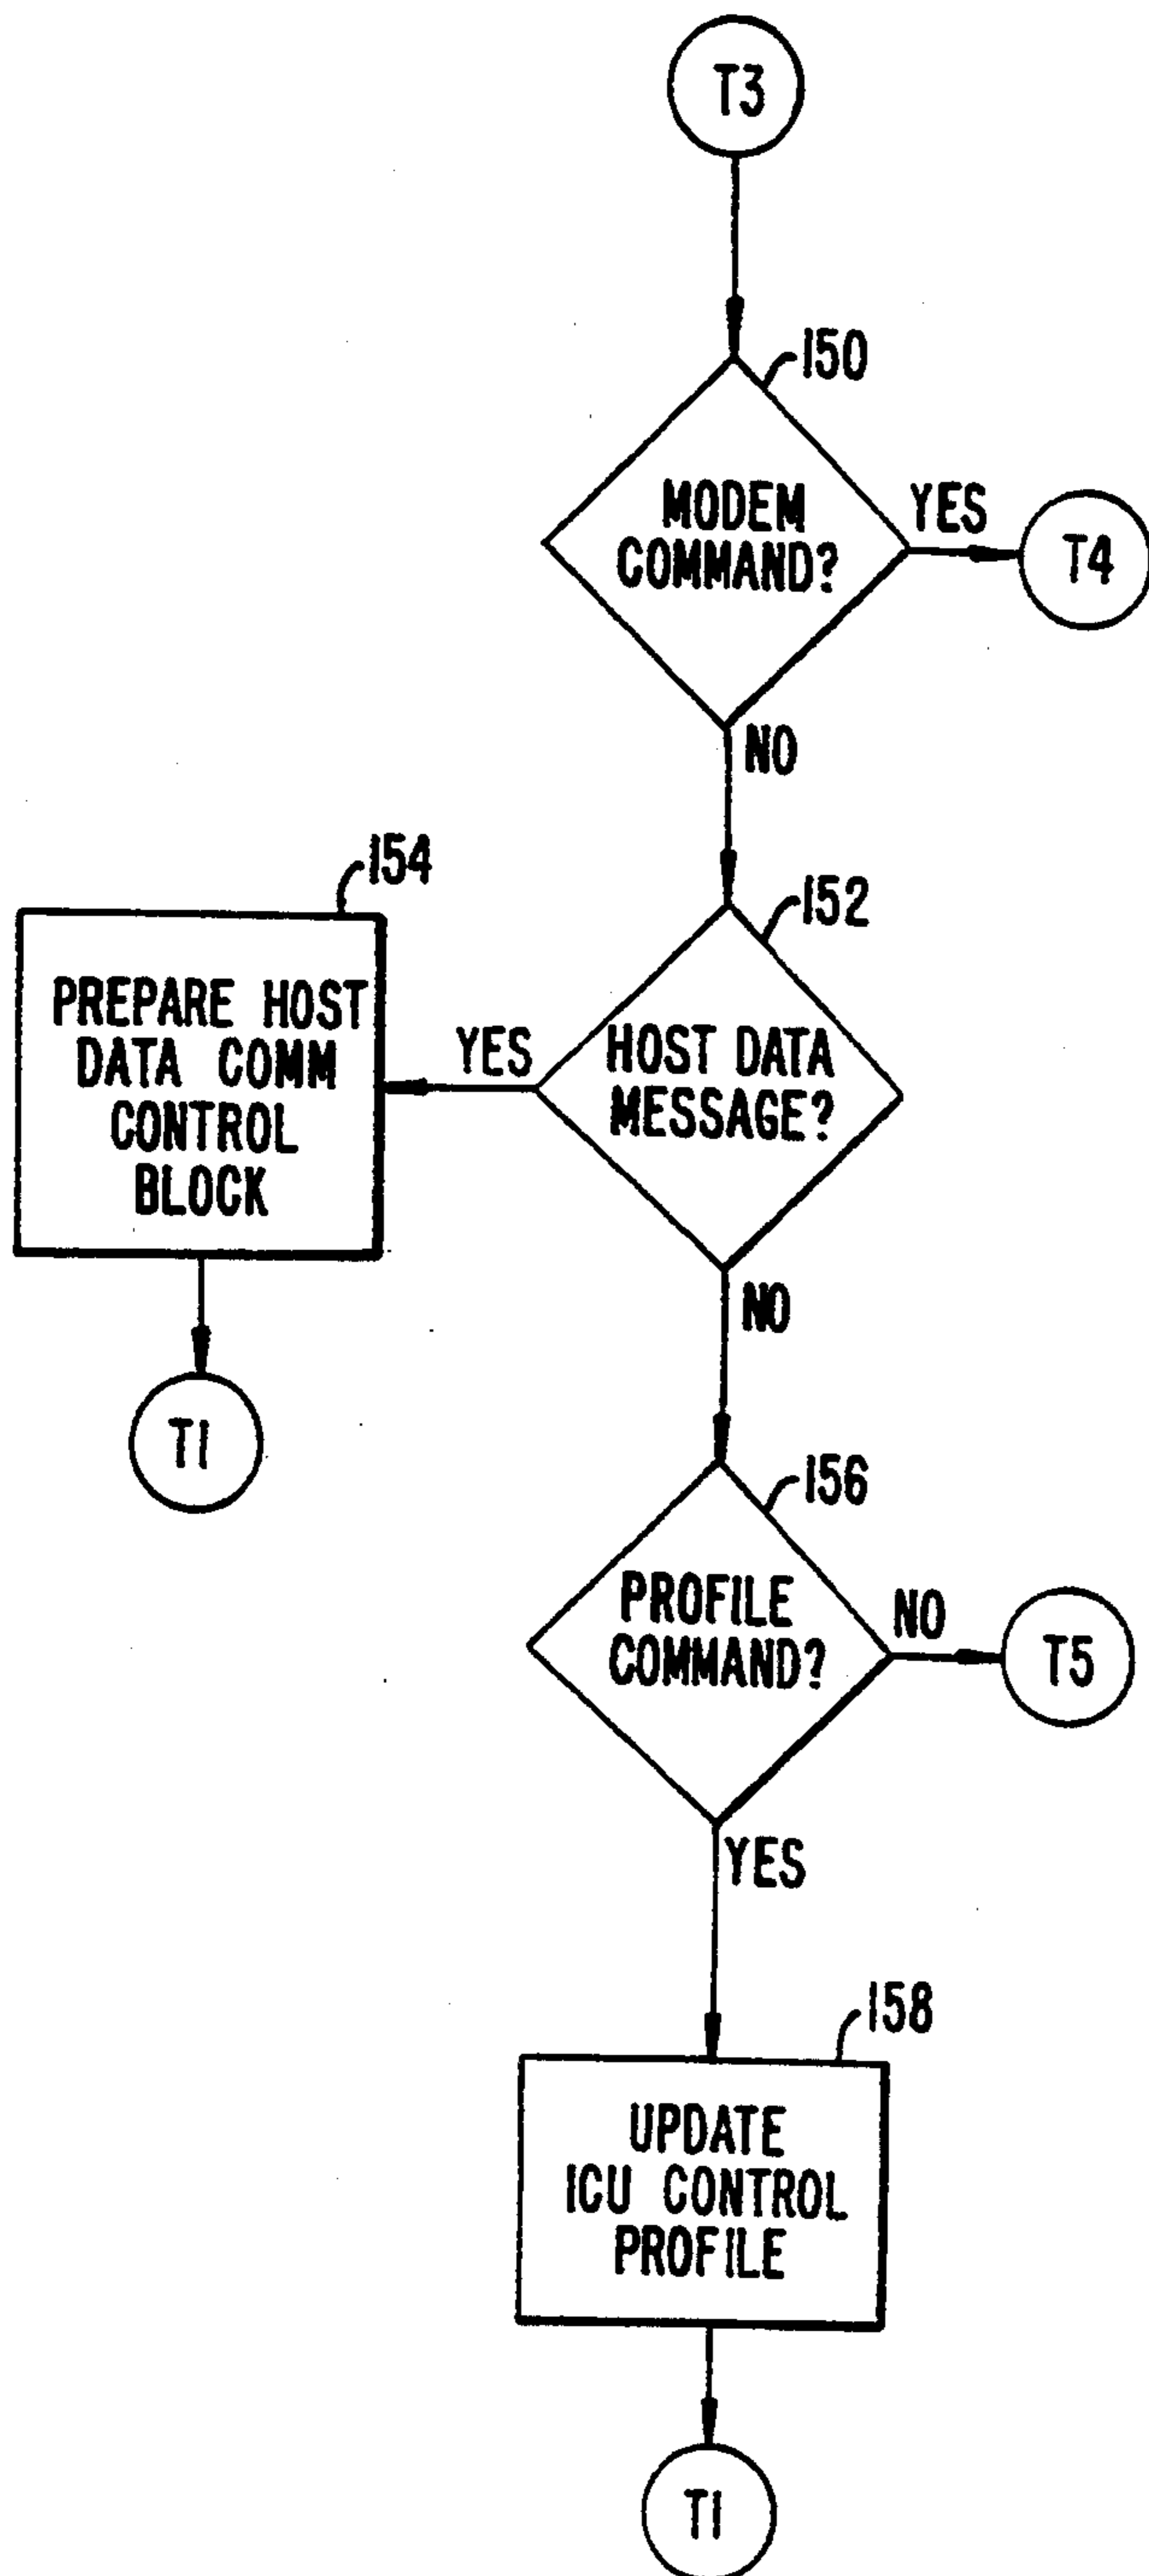 T3
150
MODEM
COMMAND?
YES
T4
NO
154
152
PREPARE HOST
DATA COMM
CONTROL
BLOCK
YES
HOST DATA
MESSAGE?
NO
T1
156
PROFILE
COMMAND?
NO
T5
YES
158
UPDATE
ICU CONTROL
PROFILE
T1